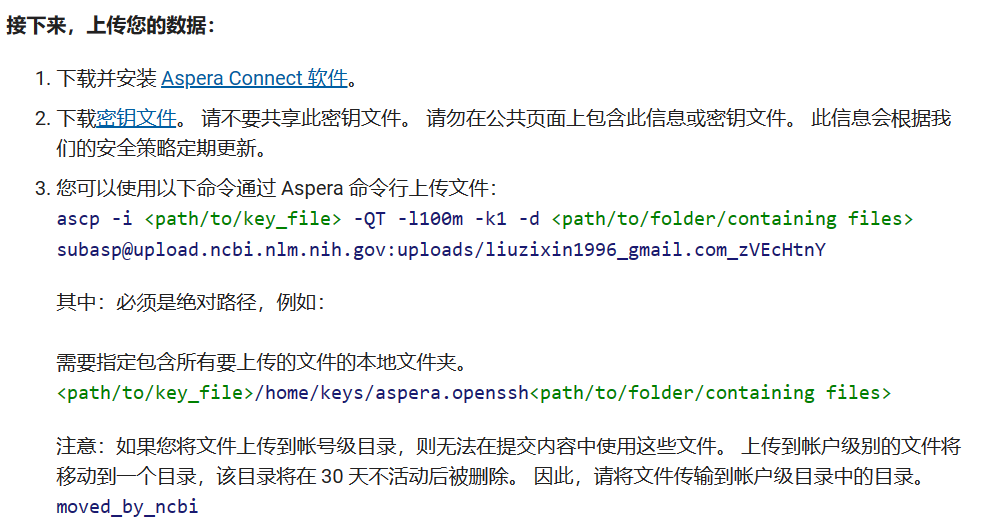 接下来，上传您的数据：
1. 下载并安装 Aspera Connect 软件。
2. 下载密钥文件。 请不要共享此密钥文件。 请勿在公共页面上包含此信息或密钥文件。 此信息会根据我
们的安全策略定期更新。
3. 您可以使用以下命令通过 Aspera 命令行上传文件：
ascp -i <path/to/key_file> -QT -l100m -k1 -d <path/to/folder/containing files>
subasp@upload.ncbi.nlm.nih.gov:uploads/liuzixin1996_gmail.com_zVEcHtnY
其中：必须是绝对路径，例如：
需要指定包含所有要上传的文件的本地文件夹。
<path/to/key_file>/home/keys/aspera.openssh<path/to/folder/containing files>
注意：如果您将文件上传到帐号级目录，则无法在提交内容中使用这些文件。 上传到帐户级别的文件将
移动到一个目录，该目录将在 30 天不活动后被删除。 因此，请将文件传输到帐户级目录中的目录。
moved_by_ncbi